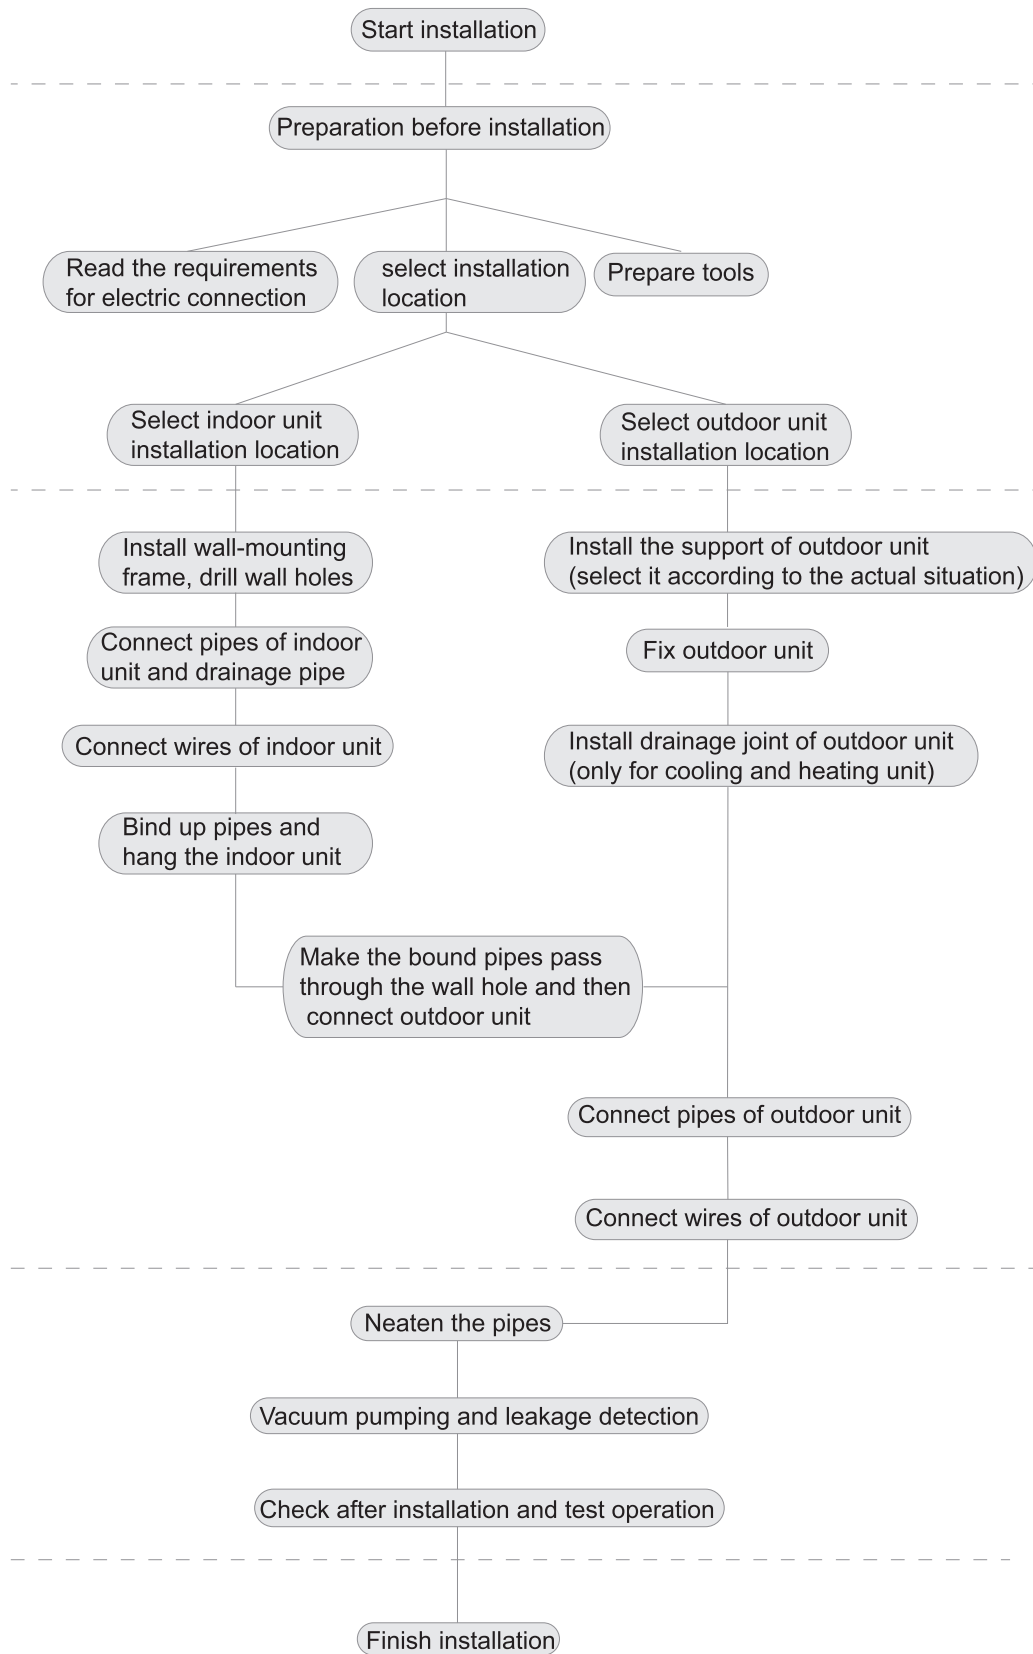 Start installation
Preparation before installation
Read the requirements
for electric connection
select installation
location
Prepare tools
Select indoor unit
installation location
Select outdoor unit
installation location
Install wall-mounting
frame, drill wall holes
Install the support of outdoor unit
(select it according to the actual situation)
Connect pipes of indoor
unit and drainage pipe
Fix outdoor unit
Connect wires of indoor unit
Install drainage joint of outdoor unit
(only for cooling and heating unit)
Bind up pipes and
hang the indoor unit
Make the bound pipes pass
through the wall hole and then
connect outdoor unit
Connect pipes of outdoor unit
Connect wires of outdoor unit
Neaten the pipes
Vacuum pumping and leakage detection
Check after installation and test operation
Finish installation